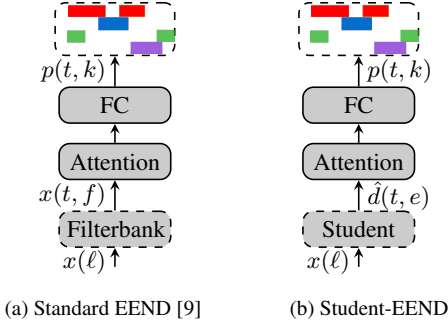 p(t, k)
FC
Attention
x(t, f)
Filterbank
x(ℓ)
(a) Standard EEND [9]
p(t, k)
FC
Attention
d̂(t, e)
Student
x(ℓ)
(b) Student-EEND